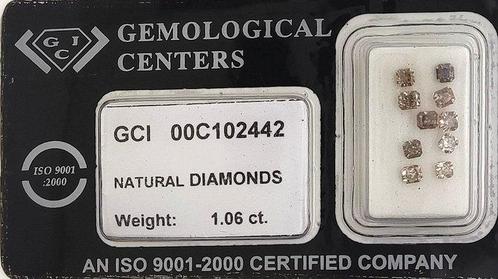 GCI
GEMOLOGICAL
CENTERS
GCI 00C102442
NATURAL DIAMONDS
Weight: 1.06 ct.
ISO 9001
:2000
AN ISO 9001-2000 CERTIFIED COMPANY